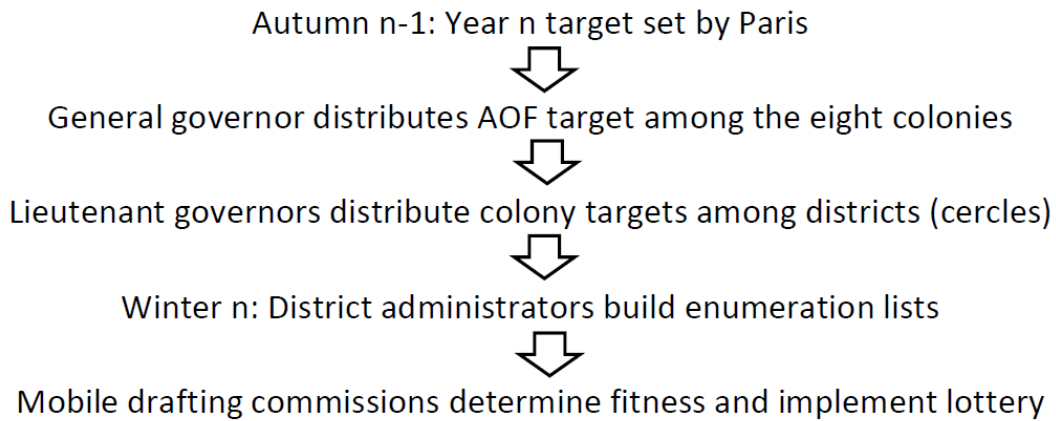 Autumn n-1: Year n target set by Paris
General governor distributes AOF target among the eight colonies
Lieutenant governors distribute colony targets among districts (cercles)
Winter n: District administrators build enumeration lists
Mobile drafting commissions determine fitness and implement lottery